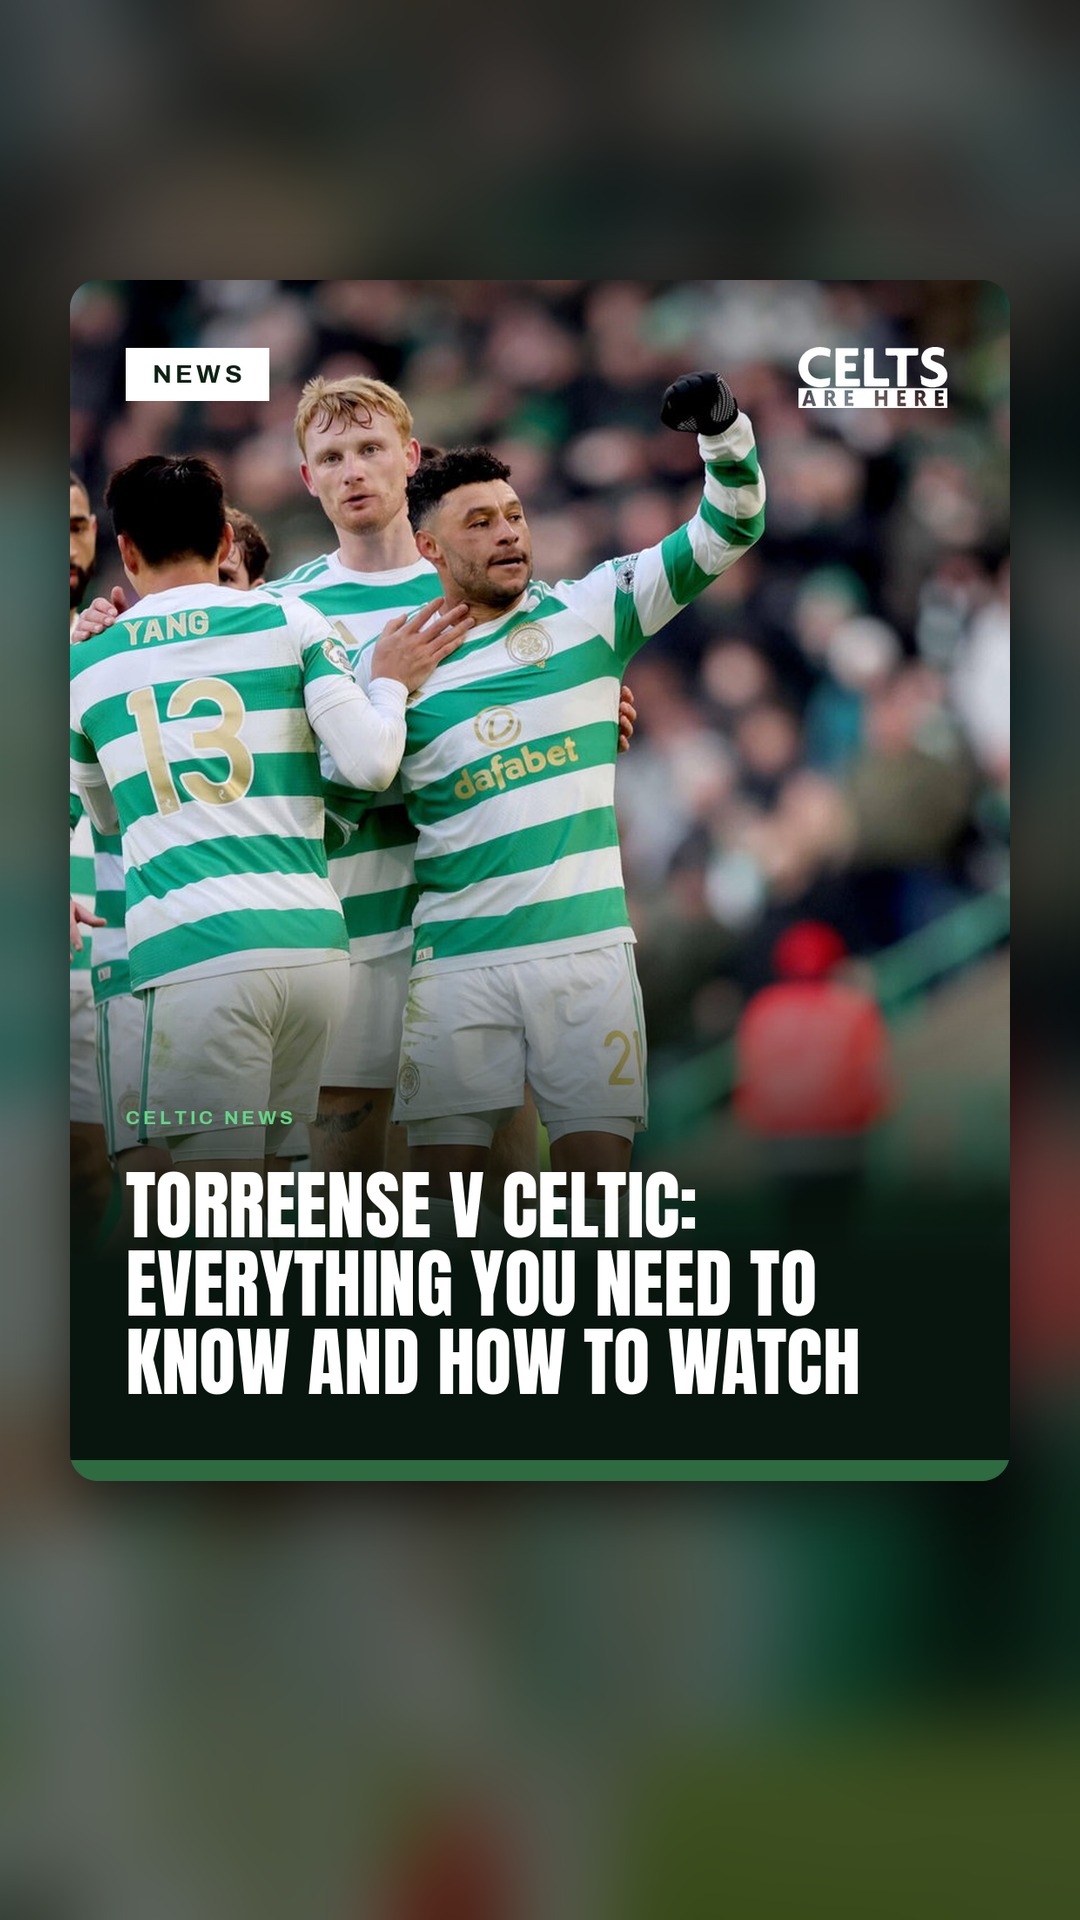 NEWS
CELTS
ARE HERE
YANG
13
dafabet
21
CELTIC NEWS
TORREENSE V CELTIC:
EVERYTHING YOU NEED TO
KNOW AND HOW TO WATCH